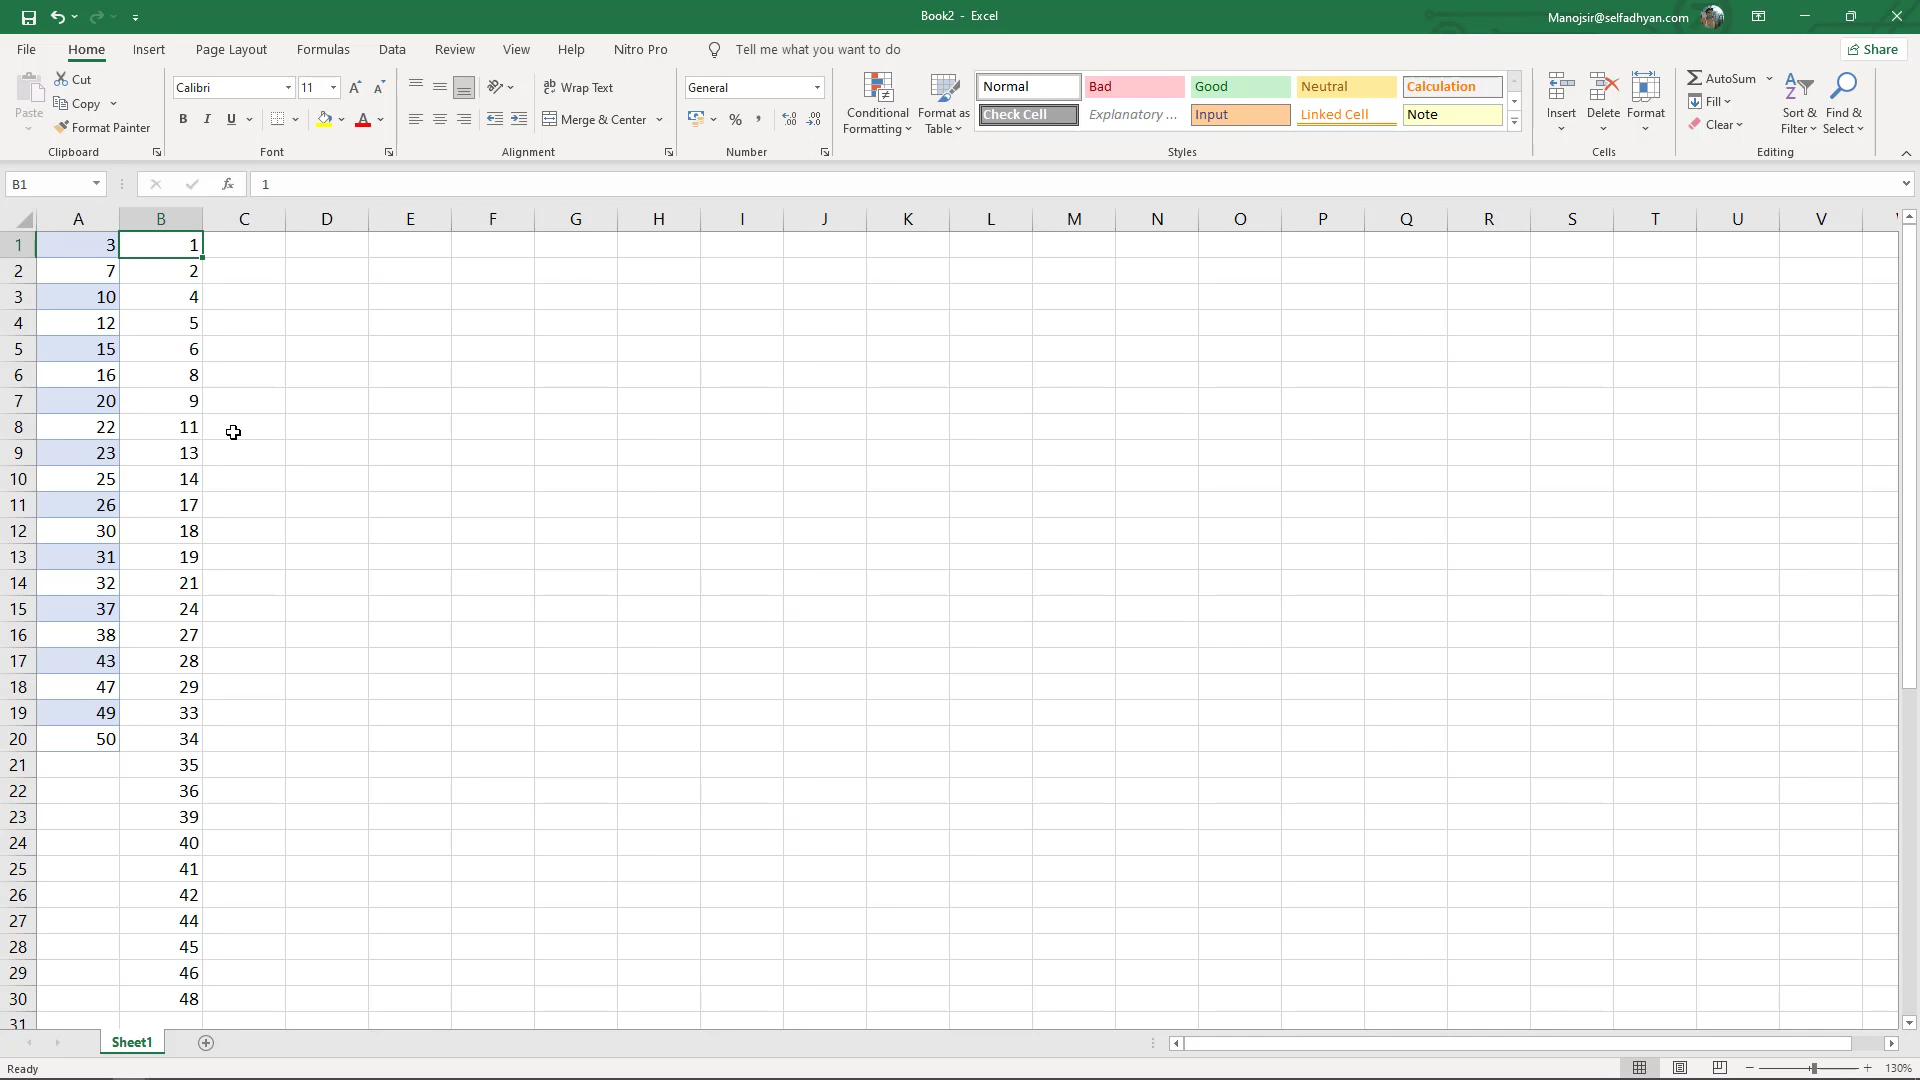 Book2 - Excel
Manojsir@selfadhyan.com
File Home Insert Draw Page Layout Formulas Data Review View Help Nitro Pro Tell me what you want to do Share
Paste
Cut
Copy
Format Painter
Clipboard
Calibri 11
B I U
Font
Wrap Text
Merge & Center
Alignment
General
Number
Conditional
Formatting
Format as
Table
Normal Bad Good Neutral Calculation
Check Cell Explanatory ... Input Linked Cell Note
Styles
Insert Delete Format
Cells
AutoSum
Fill
Clear
Sort &
Filter
Find &
Select
Editing
B1 fx 1
A B C D E F G H I J K L M N O P Q R S T U V
1 3 1
2 7 2
3 10 4
4 12 5
5 15 6
6 16 8
7 20 9
8 22 11
9 23 13
10 25 14
11 26 17
12 30 18
13 31 19
14 32 21
15 37 24
16 38 27
17 43 28
18 47 29
19 49 33
20 50 34
21 35
22 36
23 39
24 40
25 41
26 42
27 44
28 45
29 46
30 48
31
Sheet1
Ready
130%